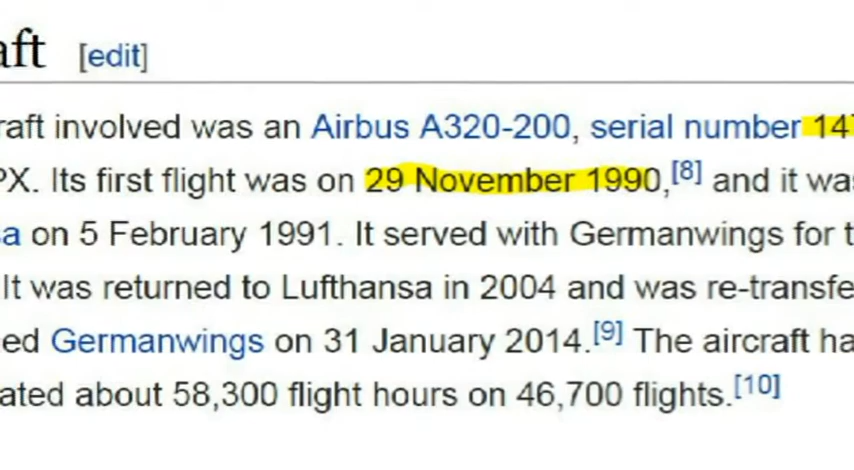 aft [edit]
raft involved was an Airbus A320-200, serial number 14
PX. Its first flight was on 29 November 1990,[8] and it wa
a on 5 February 1991. It served with Germanwings for t
It was returned to Lufthansa in 2004 and was re-transfe
ed Germanwings on 31 January 2014.[9] The aircraft ha
ated about 58,300 flight hours on 46,700 flights.[10]